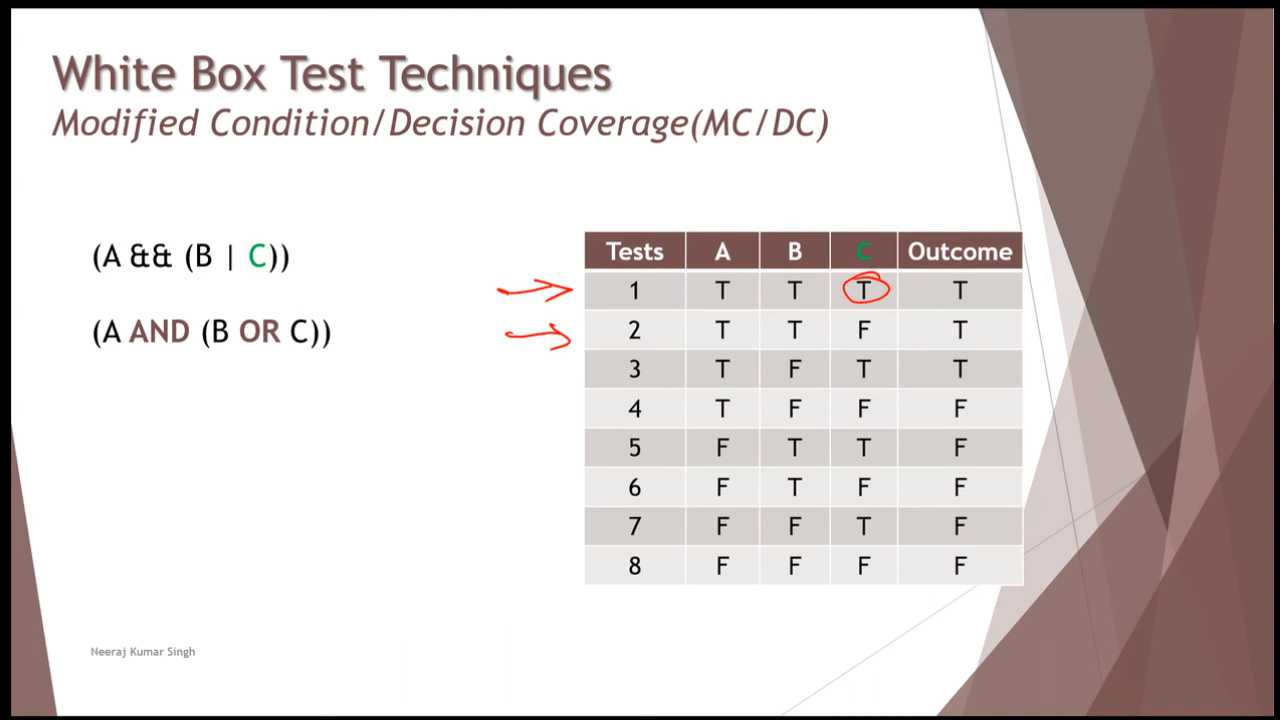 White Box Test Techniques
Modified Condition/Decision Coverage(MC/DC)
(A && (B | C))
(A AND (B OR C))
Tests A B C Outcome
1 T T T T
2 T T F T
3 T F T T
4 T F F F
5 F T T F
6 F T F F
7 F F T F
8 F F F F
Neeraj Kumar Singh